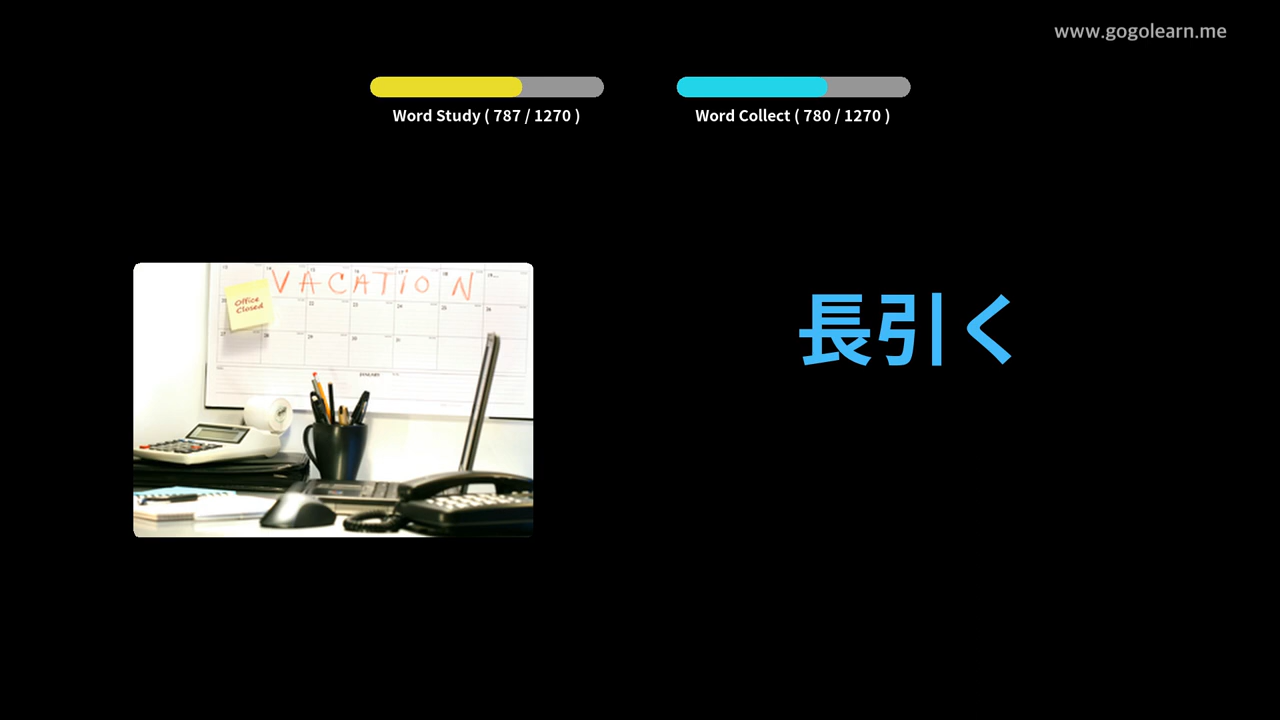 www.gogolearn.me
Word Study ( 787 / 1270 )
Word Collect ( 780 / 1270 )
VACATION
Office
Closed
長引く